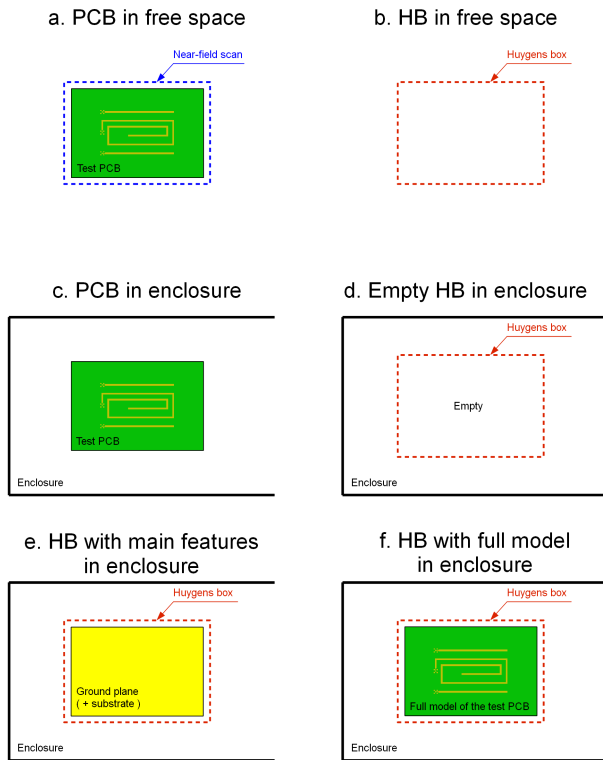 a. PCB in free space
Near-field scan
Test PCB
b. HB in free space
Huygens box
c. PCB in enclosure
Test PCB
Enclosure
d. Empty HB in enclosure
Huygens box
Empty
Enclosure
e. HB with main features
in enclosure
Huygens box
Ground plane
( + substrate )
Enclosure
f. HB with full model
in enclosure
Huygens box
Full model of the test PCB
Enclosure